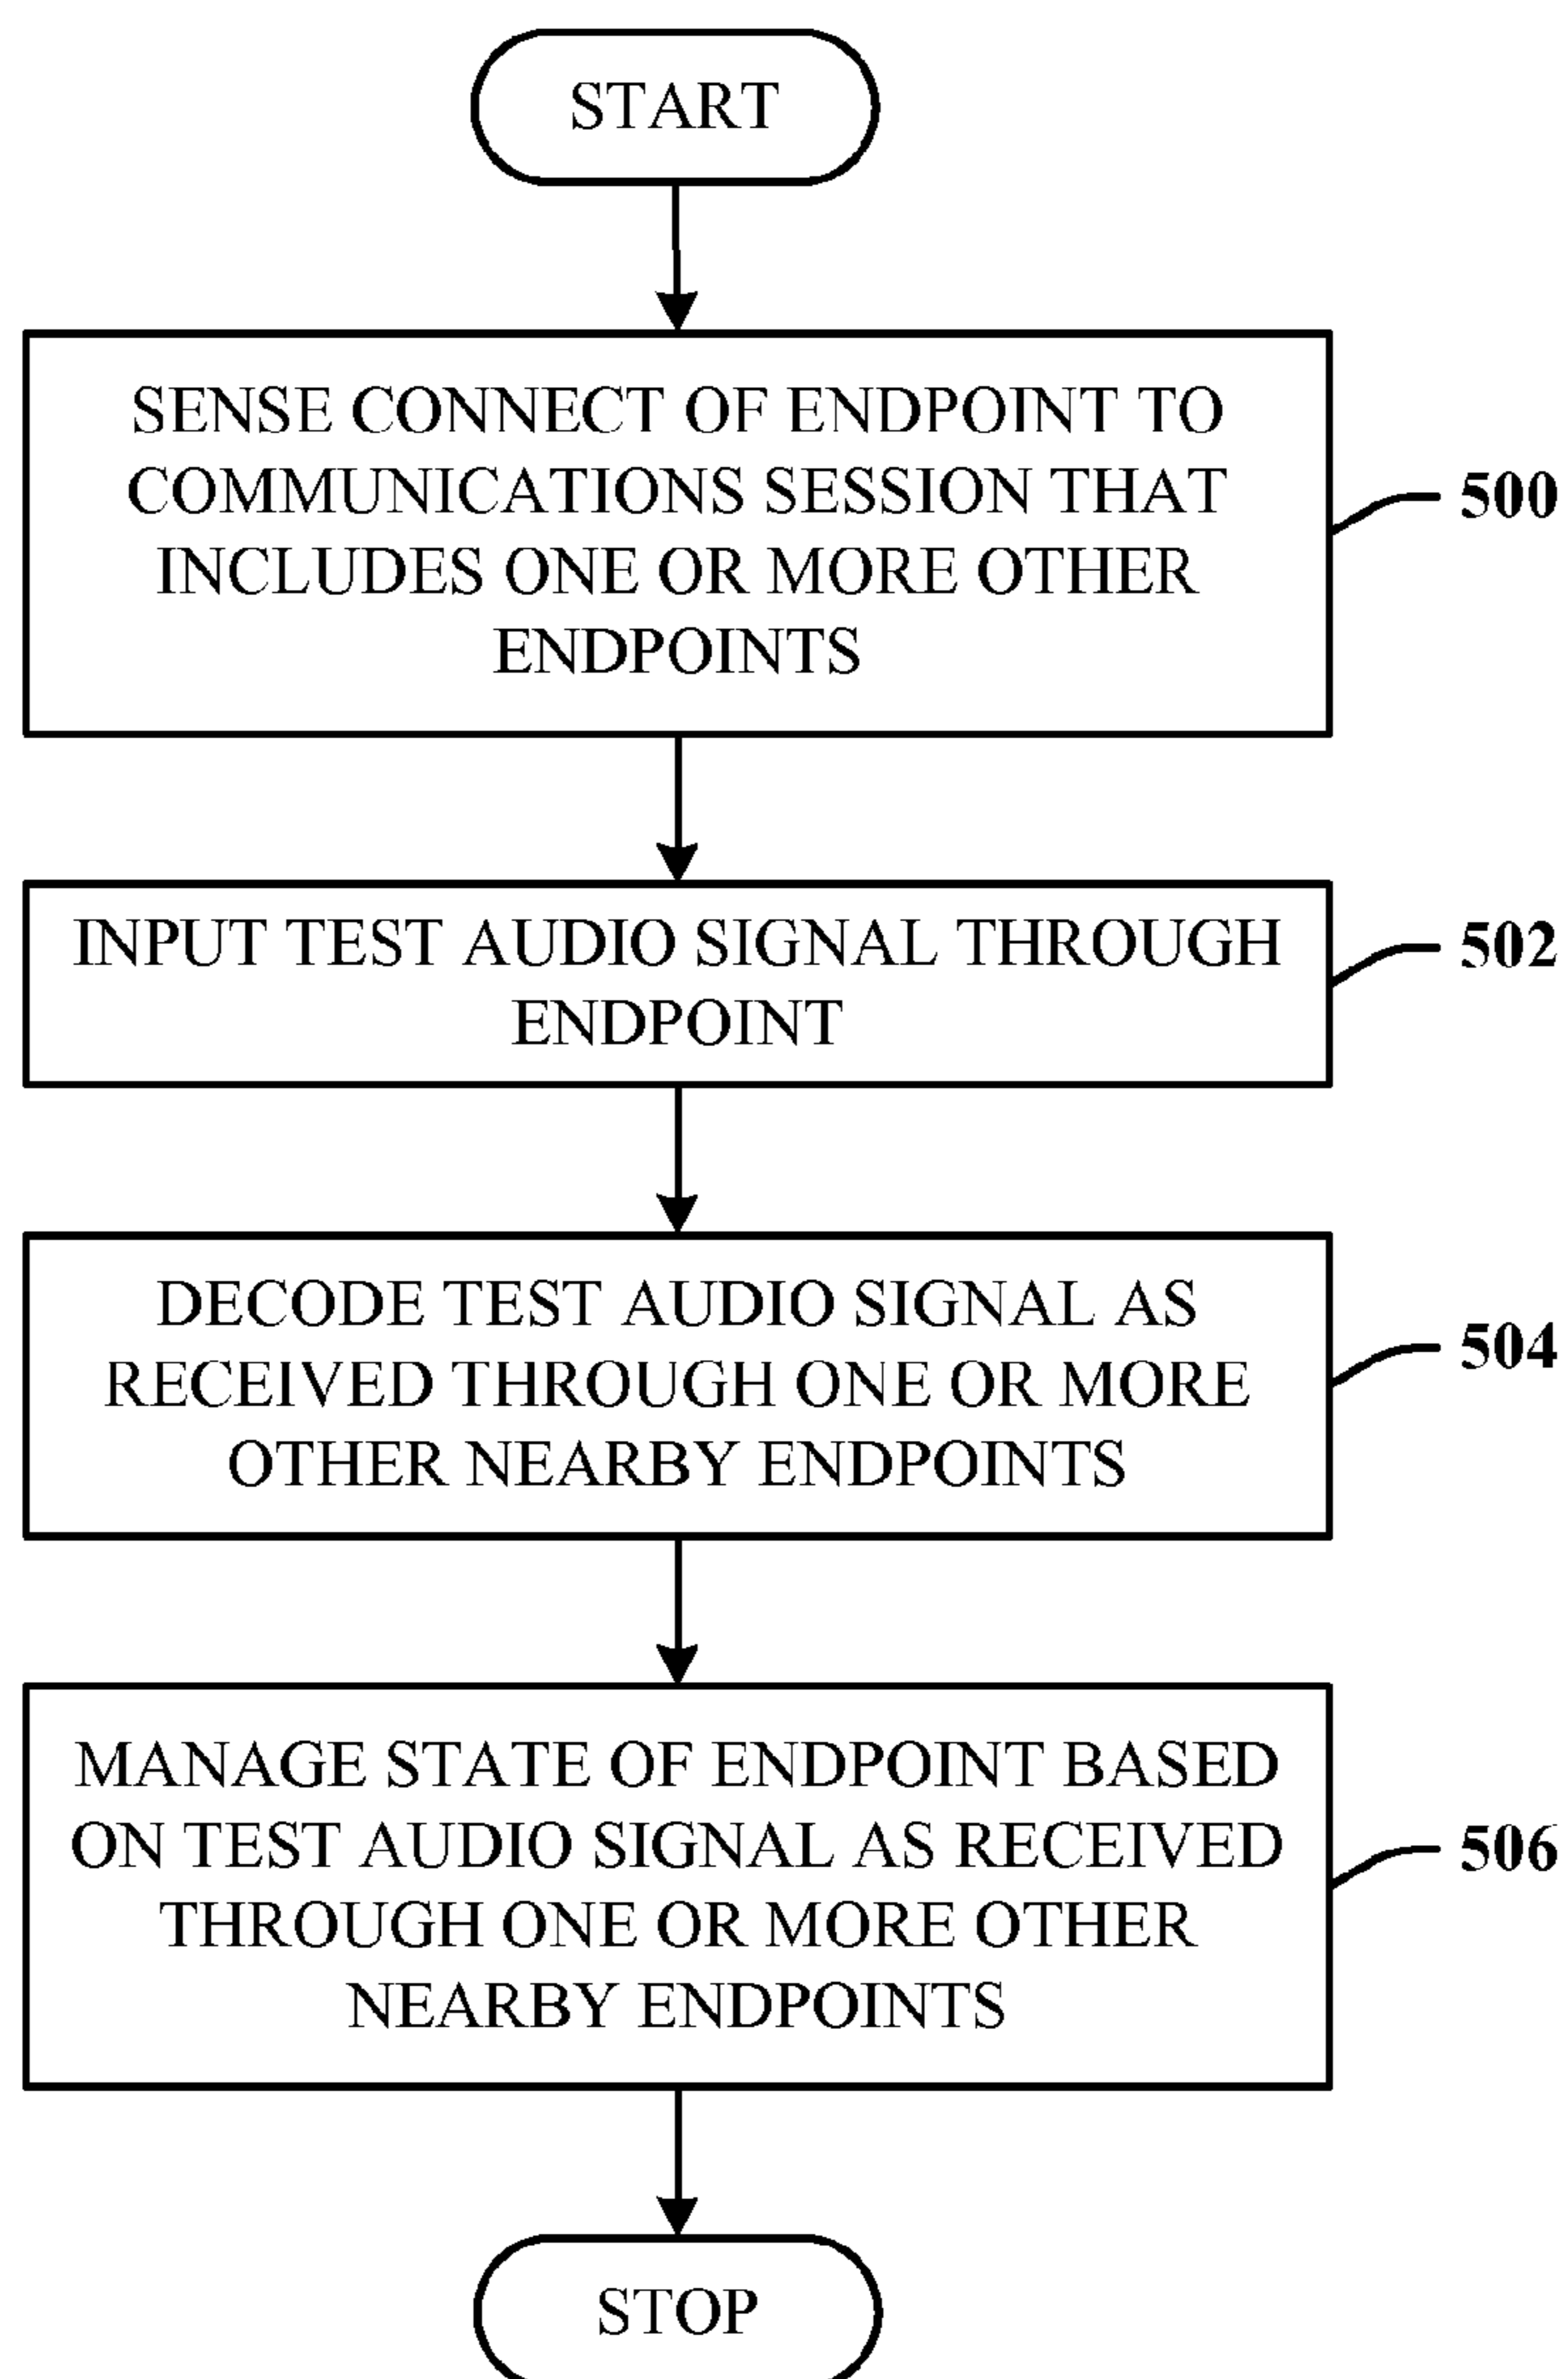 START
SENSE CONNECT OF ENDPOINT TO
COMMUNICATIONS SESSION THAT
INCLUDES ONE OR MORE OTHER
ENDPOINTS
500
INPUT TEST AUDIO SIGNAL THROUGH
ENDPOINT
502
DECODE TEST AUDIO SIGNAL AS
RECEIVED THROUGH ONE OR MORE
OTHER NEARBY ENDPOINTS
504
MANAGE STATE OF ENDPOINT BASED
ON TEST AUDIO SIGNAL AS RECEIVED
THROUGH ONE OR MORE OTHER
NEARBY ENDPOINTS
506
STOP